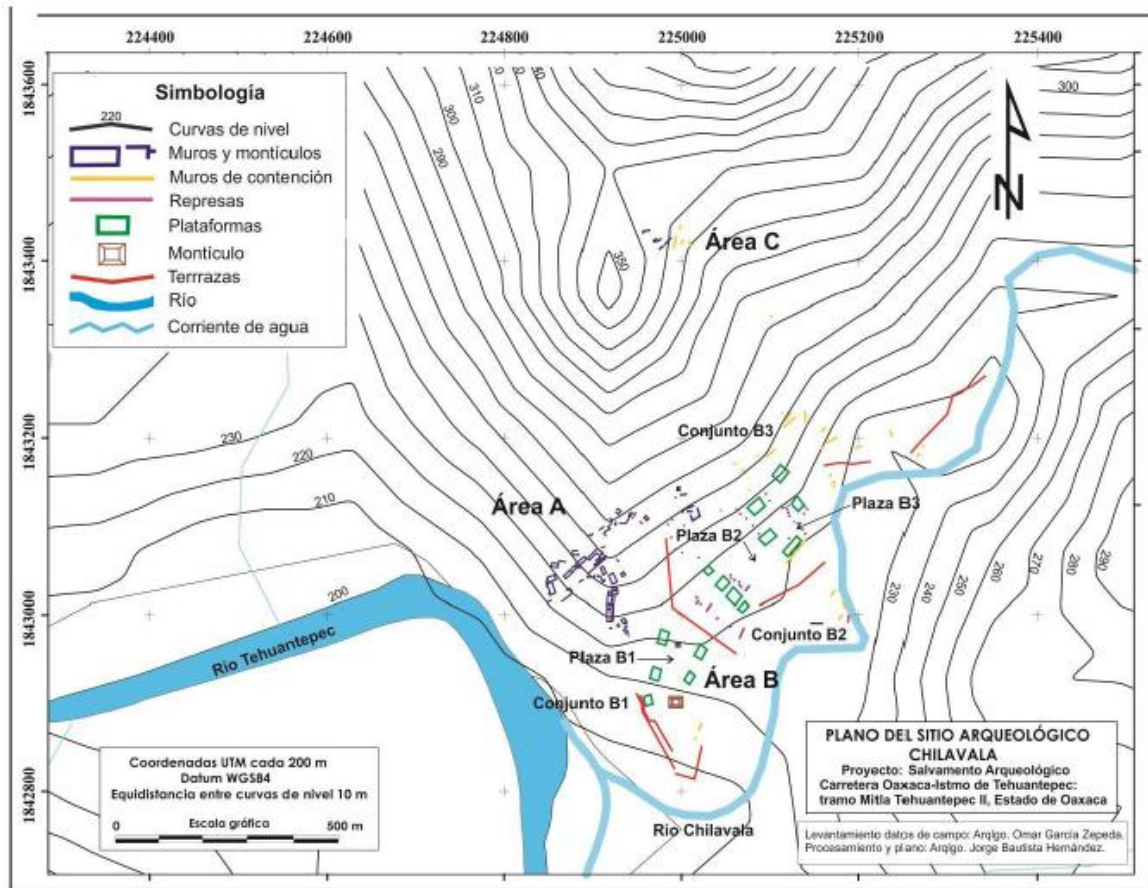 224400 224600 224800 225000 225200 225400
1843600
1843400
1843200
1843000
1842800
Simbología
220
Curvas de nivel
Muros y montículos
Muros de contención
Represas
Plataformas
Montículo
Terrrazas
Río
Corriente de agua
310
300
290
300
N
350
Área C
230
220
210
200
Conjunto B3
Área A
Plaza B3
Plaza B2
Conjunto B2
Plaza B1
Área B
Conjunto B1
230
240
250
260
270
280
290
Río Tehuantepec
Río Chilavala
Coordenadas UTM cada 200 m
Datum WGS84
Equidistancia entre curvas de nivel 10 m
Escala gráfica
0 500 m
PLANO DEL SITIO ARQUEOLÓGICO
CHILAVALA
Proyecto: Salvamento Arqueológico
Carretera Oaxaca-Istmo de Tehuantepec:
tramo Mitla Tehuantepec II, Estado de Oaxaca
Levantamiento datos de campo: Arqlgo. Omar García Zepeda.
Procesamiento y plano: Arqlgo. Jorge Bautista Hernández.